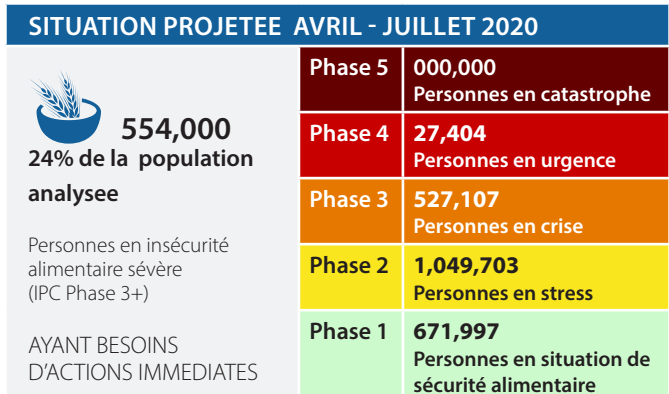 SITUATION PROJETEE AVRIL - JUILLET 2020
554,000
24% de la population
analysee
Personnes en insécurité
alimentaire sévère
(IPC Phase 3+)
AYANT BESOINS
D'ACTIONS IMMEDIATES
Phase 5 000,000
Personnes en catastrophe
Phase 4 27,404
Personnes en urgence
Phase 3 527,107
Personnes en crise
Phase 2 1,049,703
Personnes en stress
Phase 1 671,997
Personnes en situation de
sécurité alimentaire